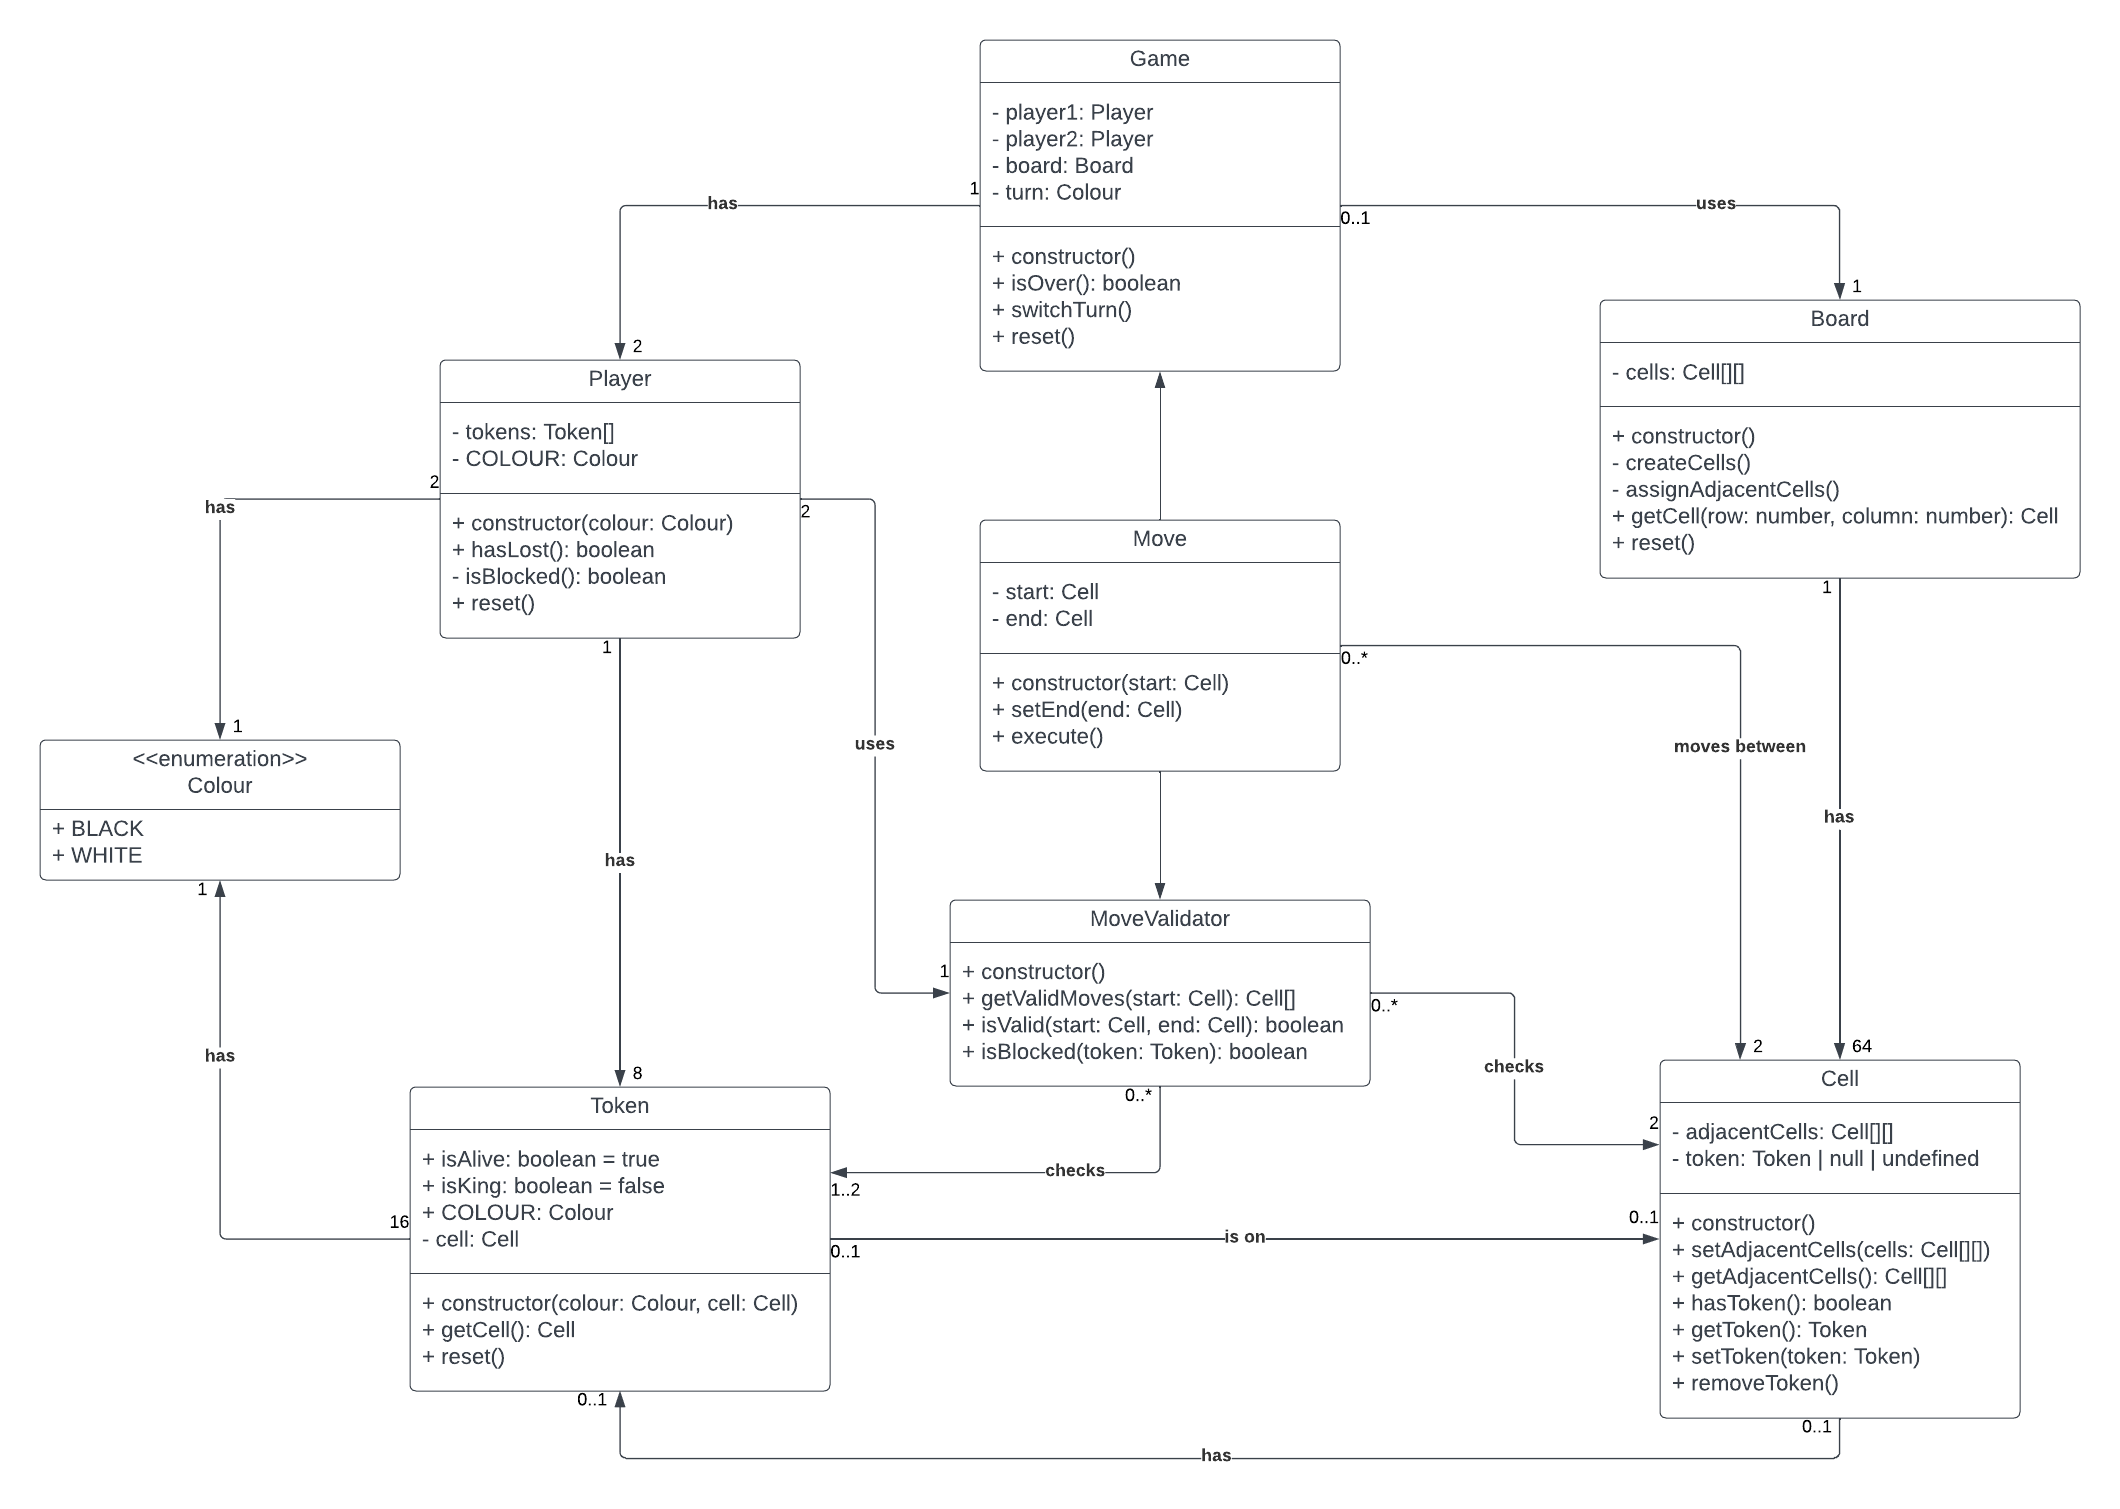 Game
- player1: Player
- player2: Player
- board: Board
- turn: Colour
+ constructor()
+ isOver(): boolean
+ switchTurn()
+ reset()
1
has
2
0..1
uses
1
Board
- cells: Cell[][]
+ constructor()
- createCells()
- assignAdjacentCells()
+ getCell(row: number, column: number): Cell
+ reset()
1
has
64
Player
- tokens: Token[]
- COLOUR: Colour
+ constructor(colour: Colour)
+ hasLost(): boolean
- isBlocked(): boolean
+ reset()
2
has
1
2
uses
1
1
has
8
Move
- start: Cell
- end: Cell
+ constructor(start: Cell)
+ setEnd(end: Cell)
+ execute()
0..*
moves between
2
<<enumeration>>
Colour
+ BLACK
+ WHITE
1
has
16
MoveValidator
+ constructor()
+ getValidMoves(start: Cell): Cell[]
+ isValid(start: Cell, end: Cell): boolean
+ isBlocked(token: Token): boolean
0..*
checks
2
0..*
checks
1..2
Token
+ isAlive: boolean = true
+ isKing: boolean = false
+ COLOUR: Colour
- cell: Cell
+ constructor(colour: Colour, cell: Cell)
+ getCell(): Cell
+ reset()
0..1
is on
0..1
Cell
- adjacentCells: Cell[][]
- token: Token | null | undefined
+ constructor()
+ setAdjacentCells(cells: Cell[][])
+ getAdjacentCells(): Cell[][]
+ hasToken(): boolean
+ getToken(): Token
+ setToken(token: Token)
+ removeToken()
0..1
has
0..1